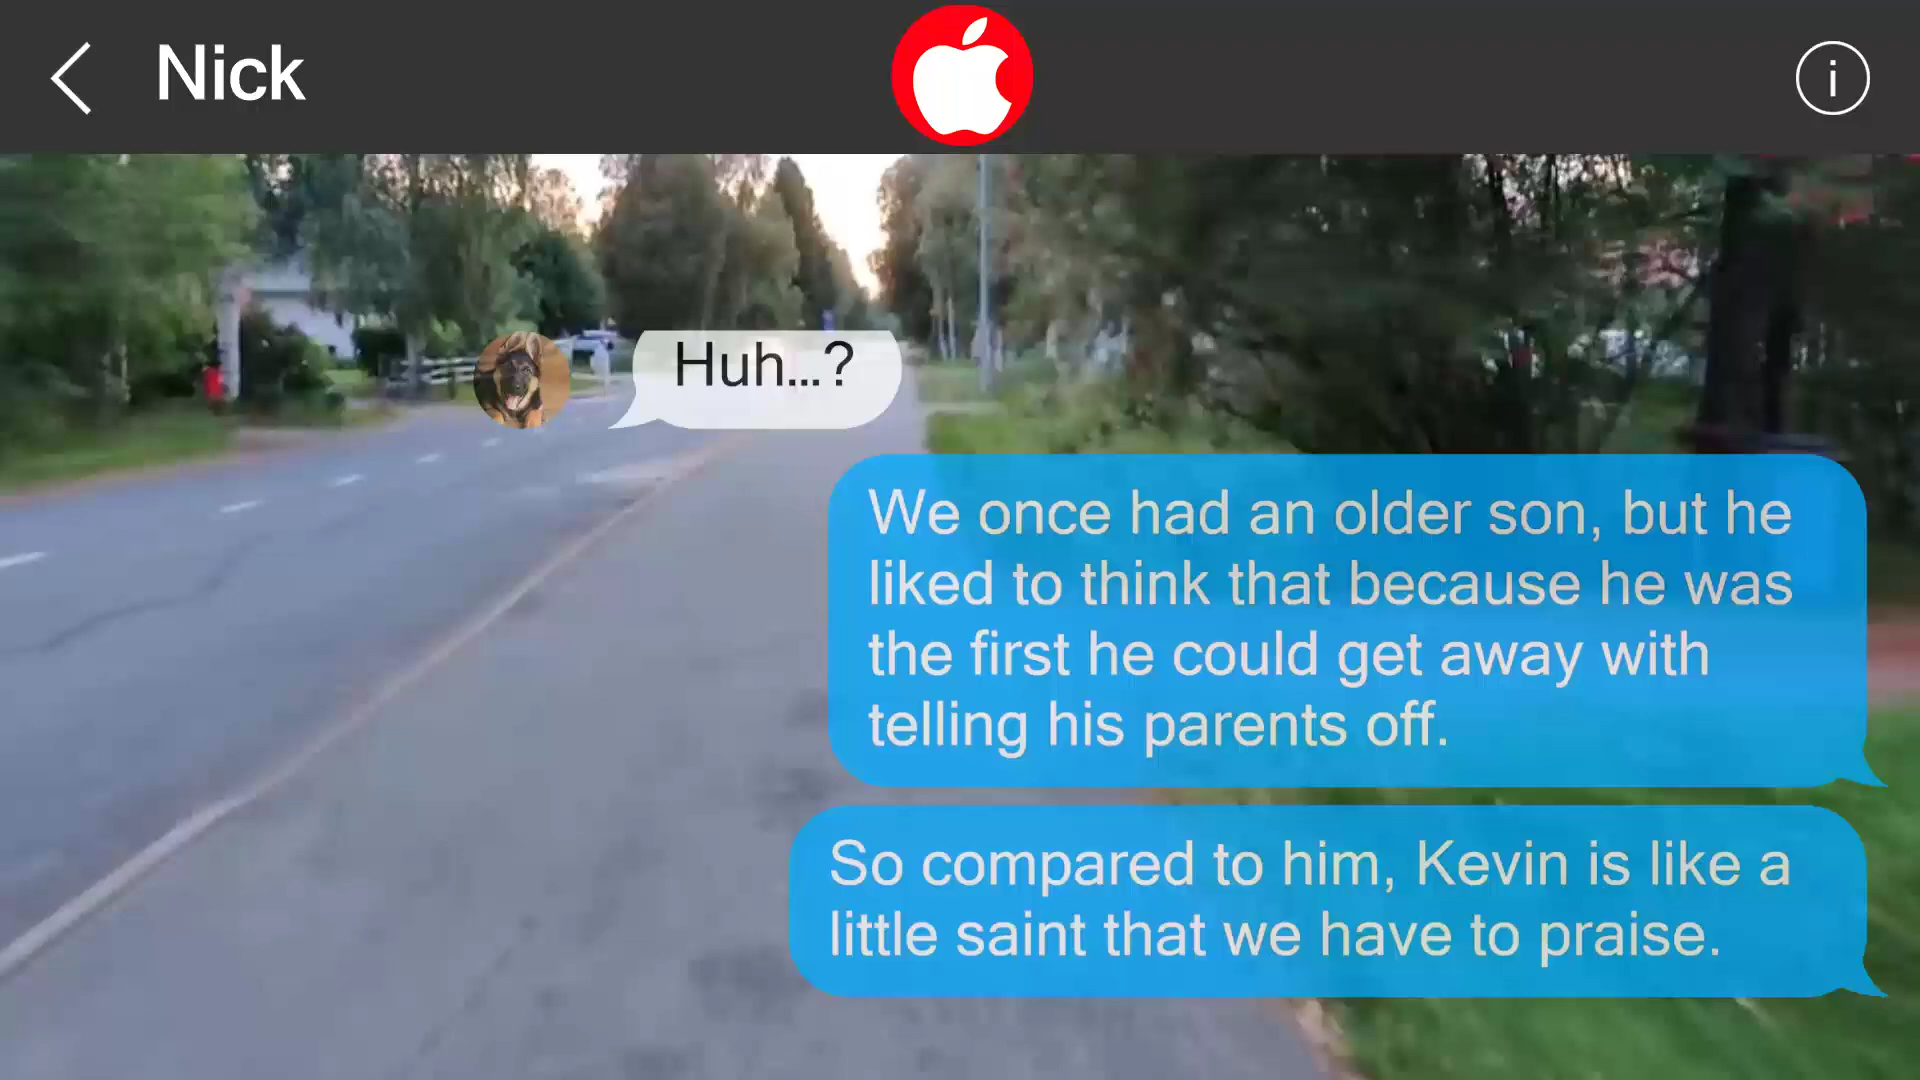 Nick
i
Huh...?
We once had an older son, but he
liked to think that because he was
the first he could get away with
telling his parents off.
So compared to him, Kevin is like a
little saint that we have to praise.